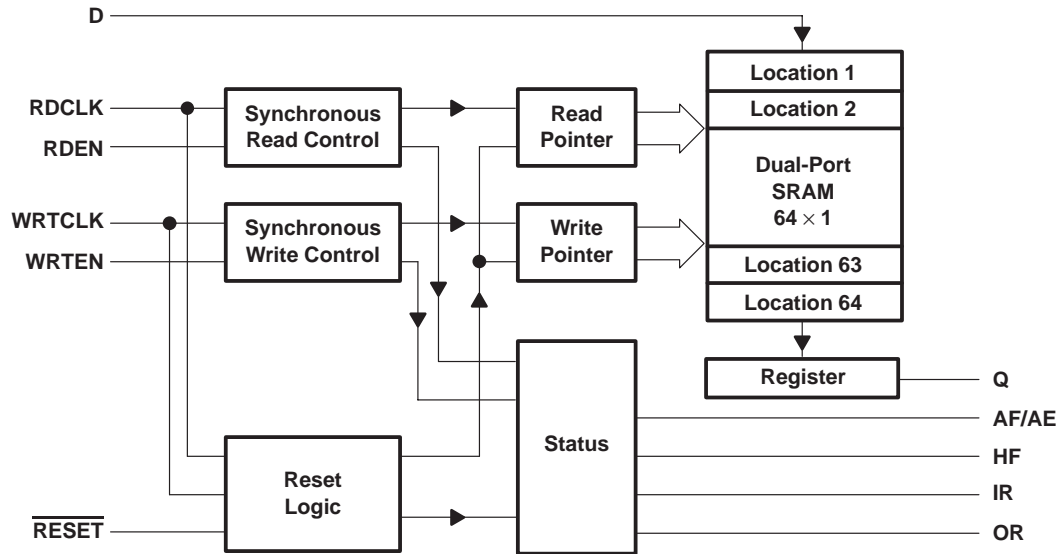 D
Location 1
RDCLK
Synchronous
Read Control
Read
Pointer
Location 2
RDEN
Dual-Port
SRAM
64 × 1
WRTCLK
Synchronous
Write Control
Write
Pointer
WRTEN
Location 63
Location 64
Register
Q
AF/AE
Status
HF
Reset
Logic
IR
RESET
OR